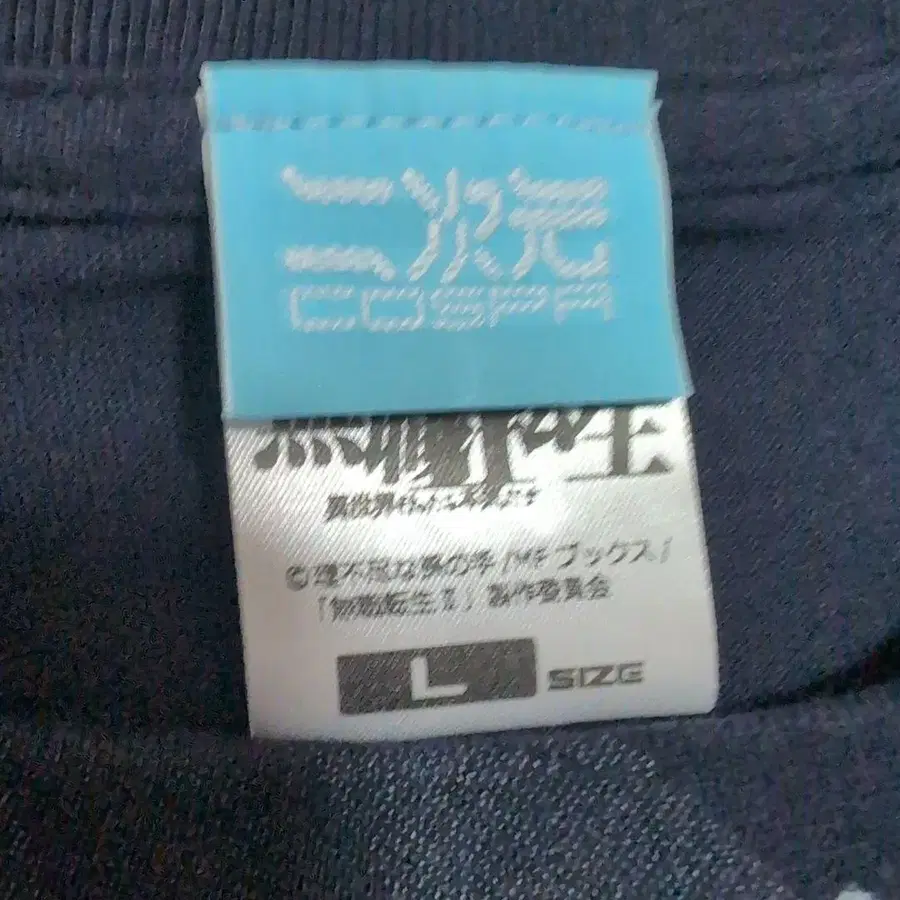 二次元
COSPA
無職転生
©理不尽な孫の手/MFブックス/
「無職転生Ⅱ」製作委員会
L SIZE